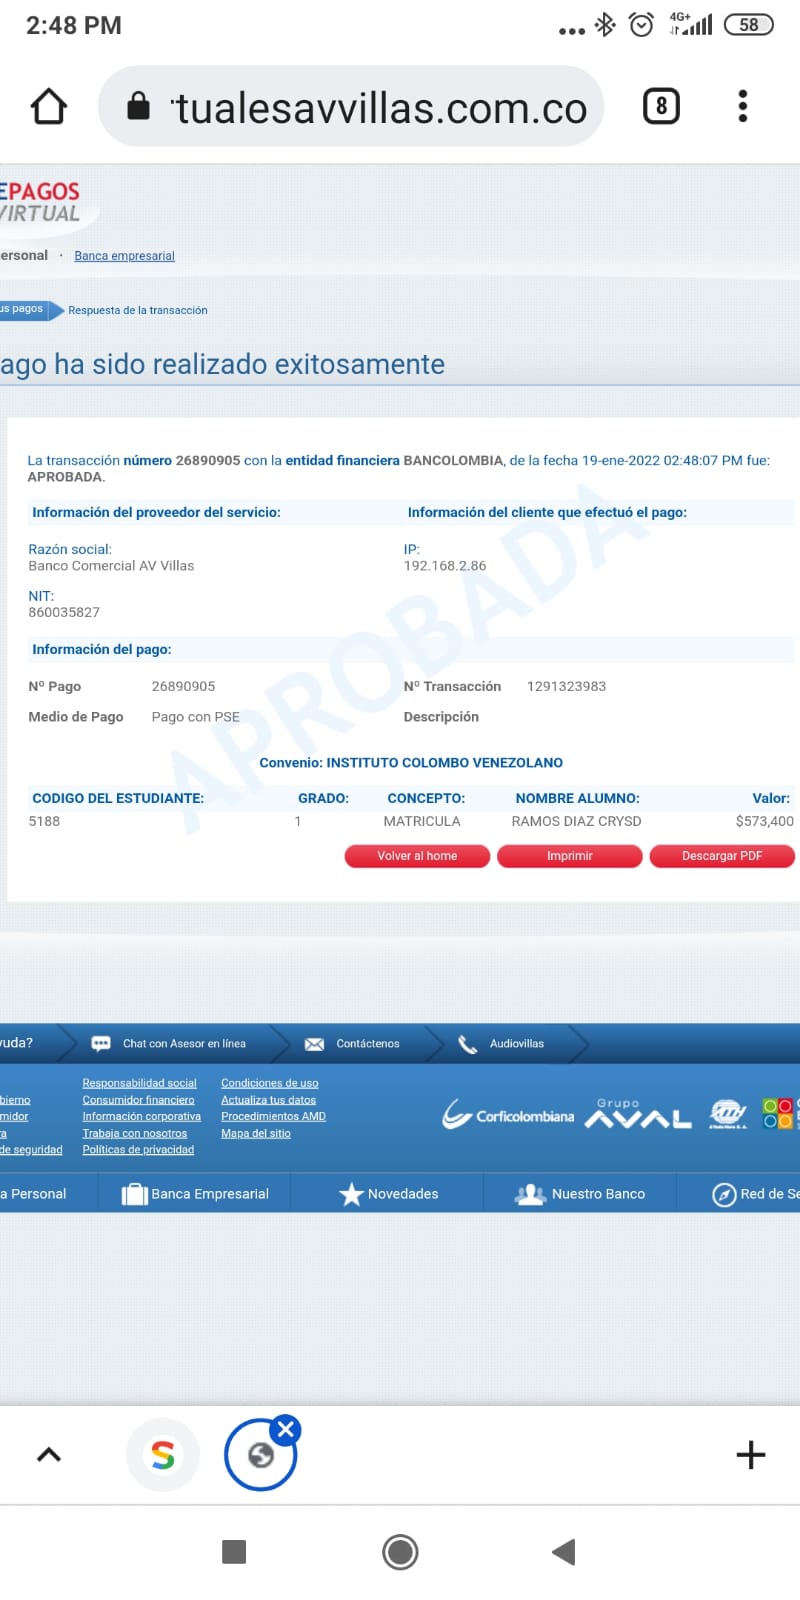 2:48 PM
4G+
58
tualesavvillas.com.co
8
EPAGOS
VIRTUAL
ersonal · Banca empresarial
us pagos Respuesta de la transacción
ago ha sido realizado exitosamente
La transacción número 26890905 con la entidad financiera BANCOLOMBIA, de la fecha 19-ene-2022 02:48:07 PM fue:
APROBADA.
Información del proveedor del servicio: Información del cliente que efectuó el pago:
Razón social: IP:
Banco Comercial AV Villas 192.168.2.86
NIT:
860035827
APROBADA
Información del pago:
Nº Pago 26890905 Nº Transacción 1291323983
Medio de Pago Pago con PSE Descripción
Convenio: INSTITUTO COLOMBO VENEZOLANO
CODIGO DEL ESTUDIANTE: GRADO: CONCEPTO: NOMBRE ALUMNO: Valor:
5188 1 MATRICULA RAMOS DIAZ CRYSD $573,400
Volver al home Imprimir Descargar PDF
yuda? Chat con Asesor en línea Contáctenos Audiovillas
Responsabilidad social Condiciones de uso
bierno Consumidor financiero Actualiza tus datos
midor Información corporativa Procedimientos AMD
a Trabaja con nosotros Mapa del sitio
de seguridad Políticas de privacidad
Corficolombiana Grupo AVAL
a Personal Banca Empresarial Novedades Nuestro Banco Red de Se